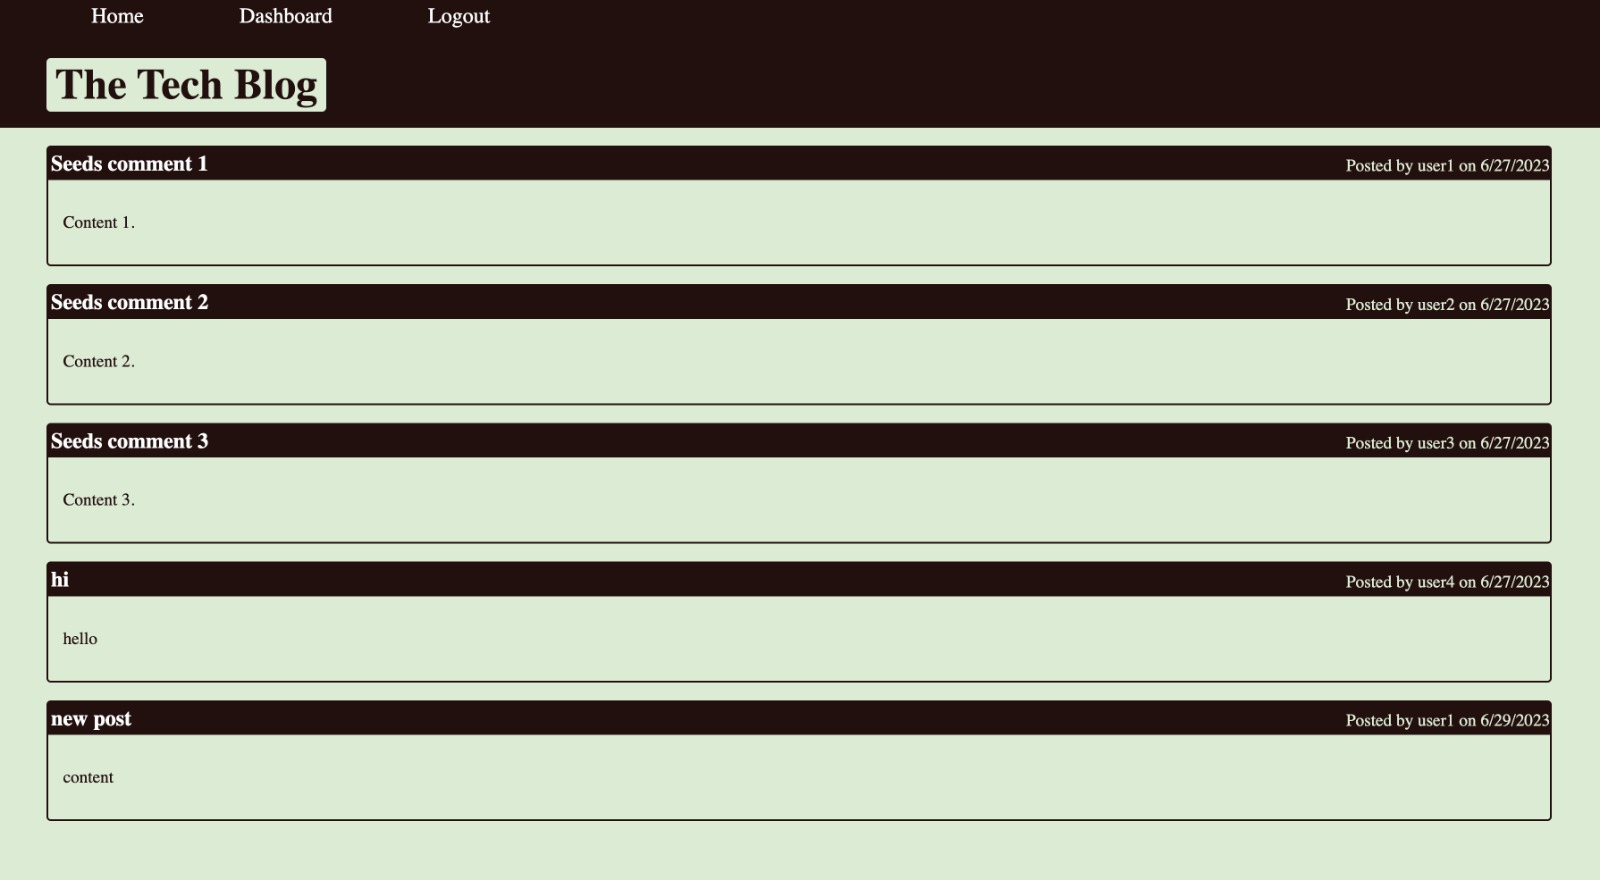 Home Dashboard Logout
The Tech Blog
Seeds comment 1 Posted by user1 on 6/27/2023
Content 1.
Seeds comment 2 Posted by user2 on 6/27/2023
Content 2.
Seeds comment 3 Posted by user3 on 6/27/2023
Content 3.
hi Posted by user4 on 6/27/2023
hello
new post Posted by user1 on 6/29/2023
content